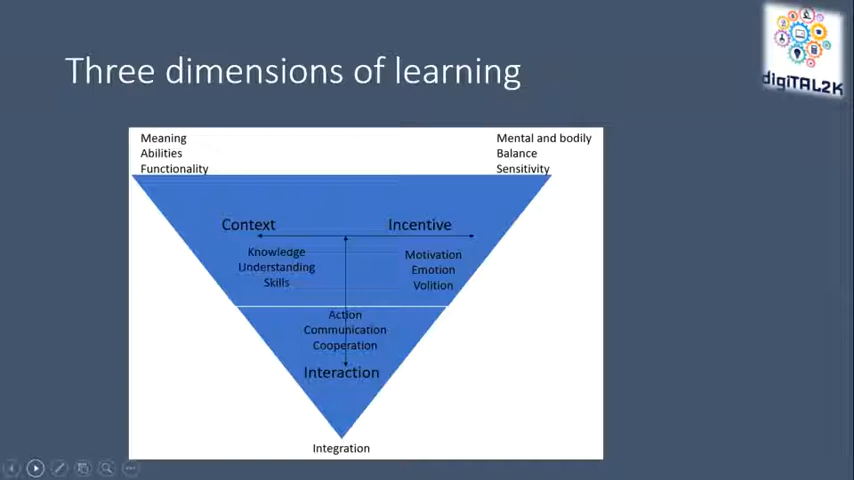 Three dimensions of learning
digiTAL2K
Meaning
Abilities
Functionality
Mental and bodily
Balance
Sensitivity
Context
Incentive
Knowledge
Understanding
Skills
Motivation
Emotion
Volition
Action
Communication
Cooperation
Interaction
Integration